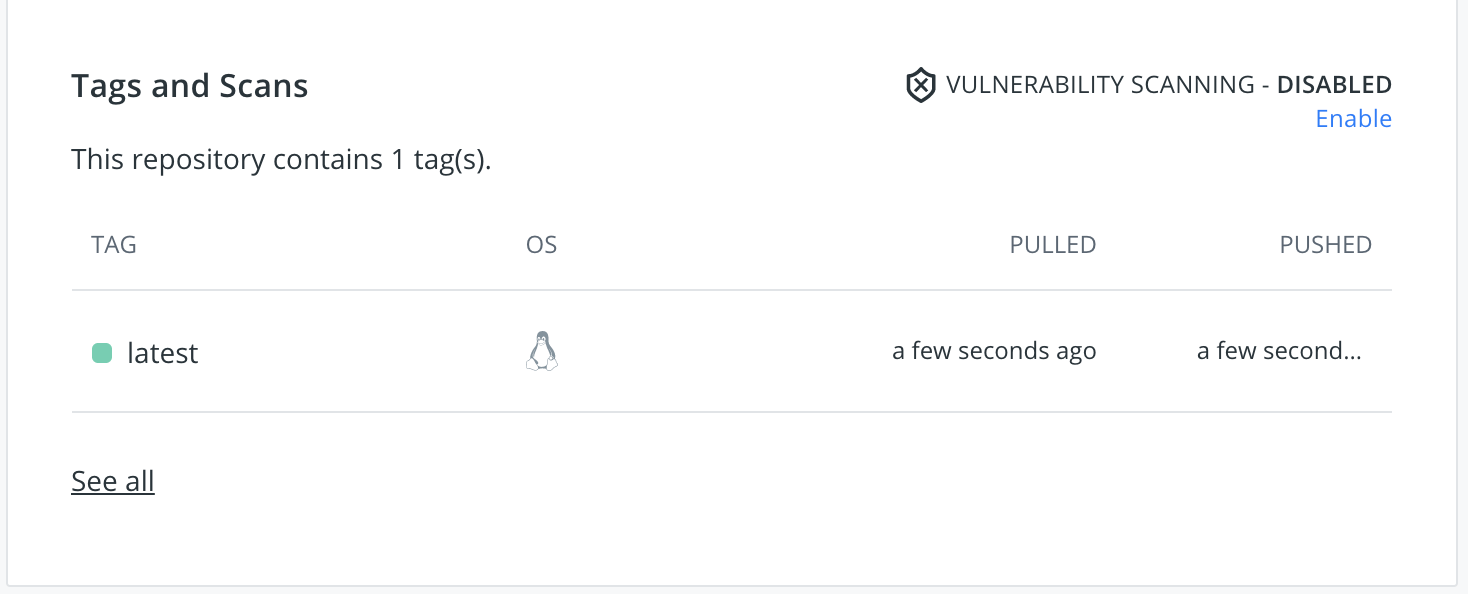 Tags and Scans
VULNERABILITY SCANNING - DISABLED
Enable
This repository contains 1 tag(s).
TAG OS PULLED PUSHED
latest a few seconds ago a few second...
See all